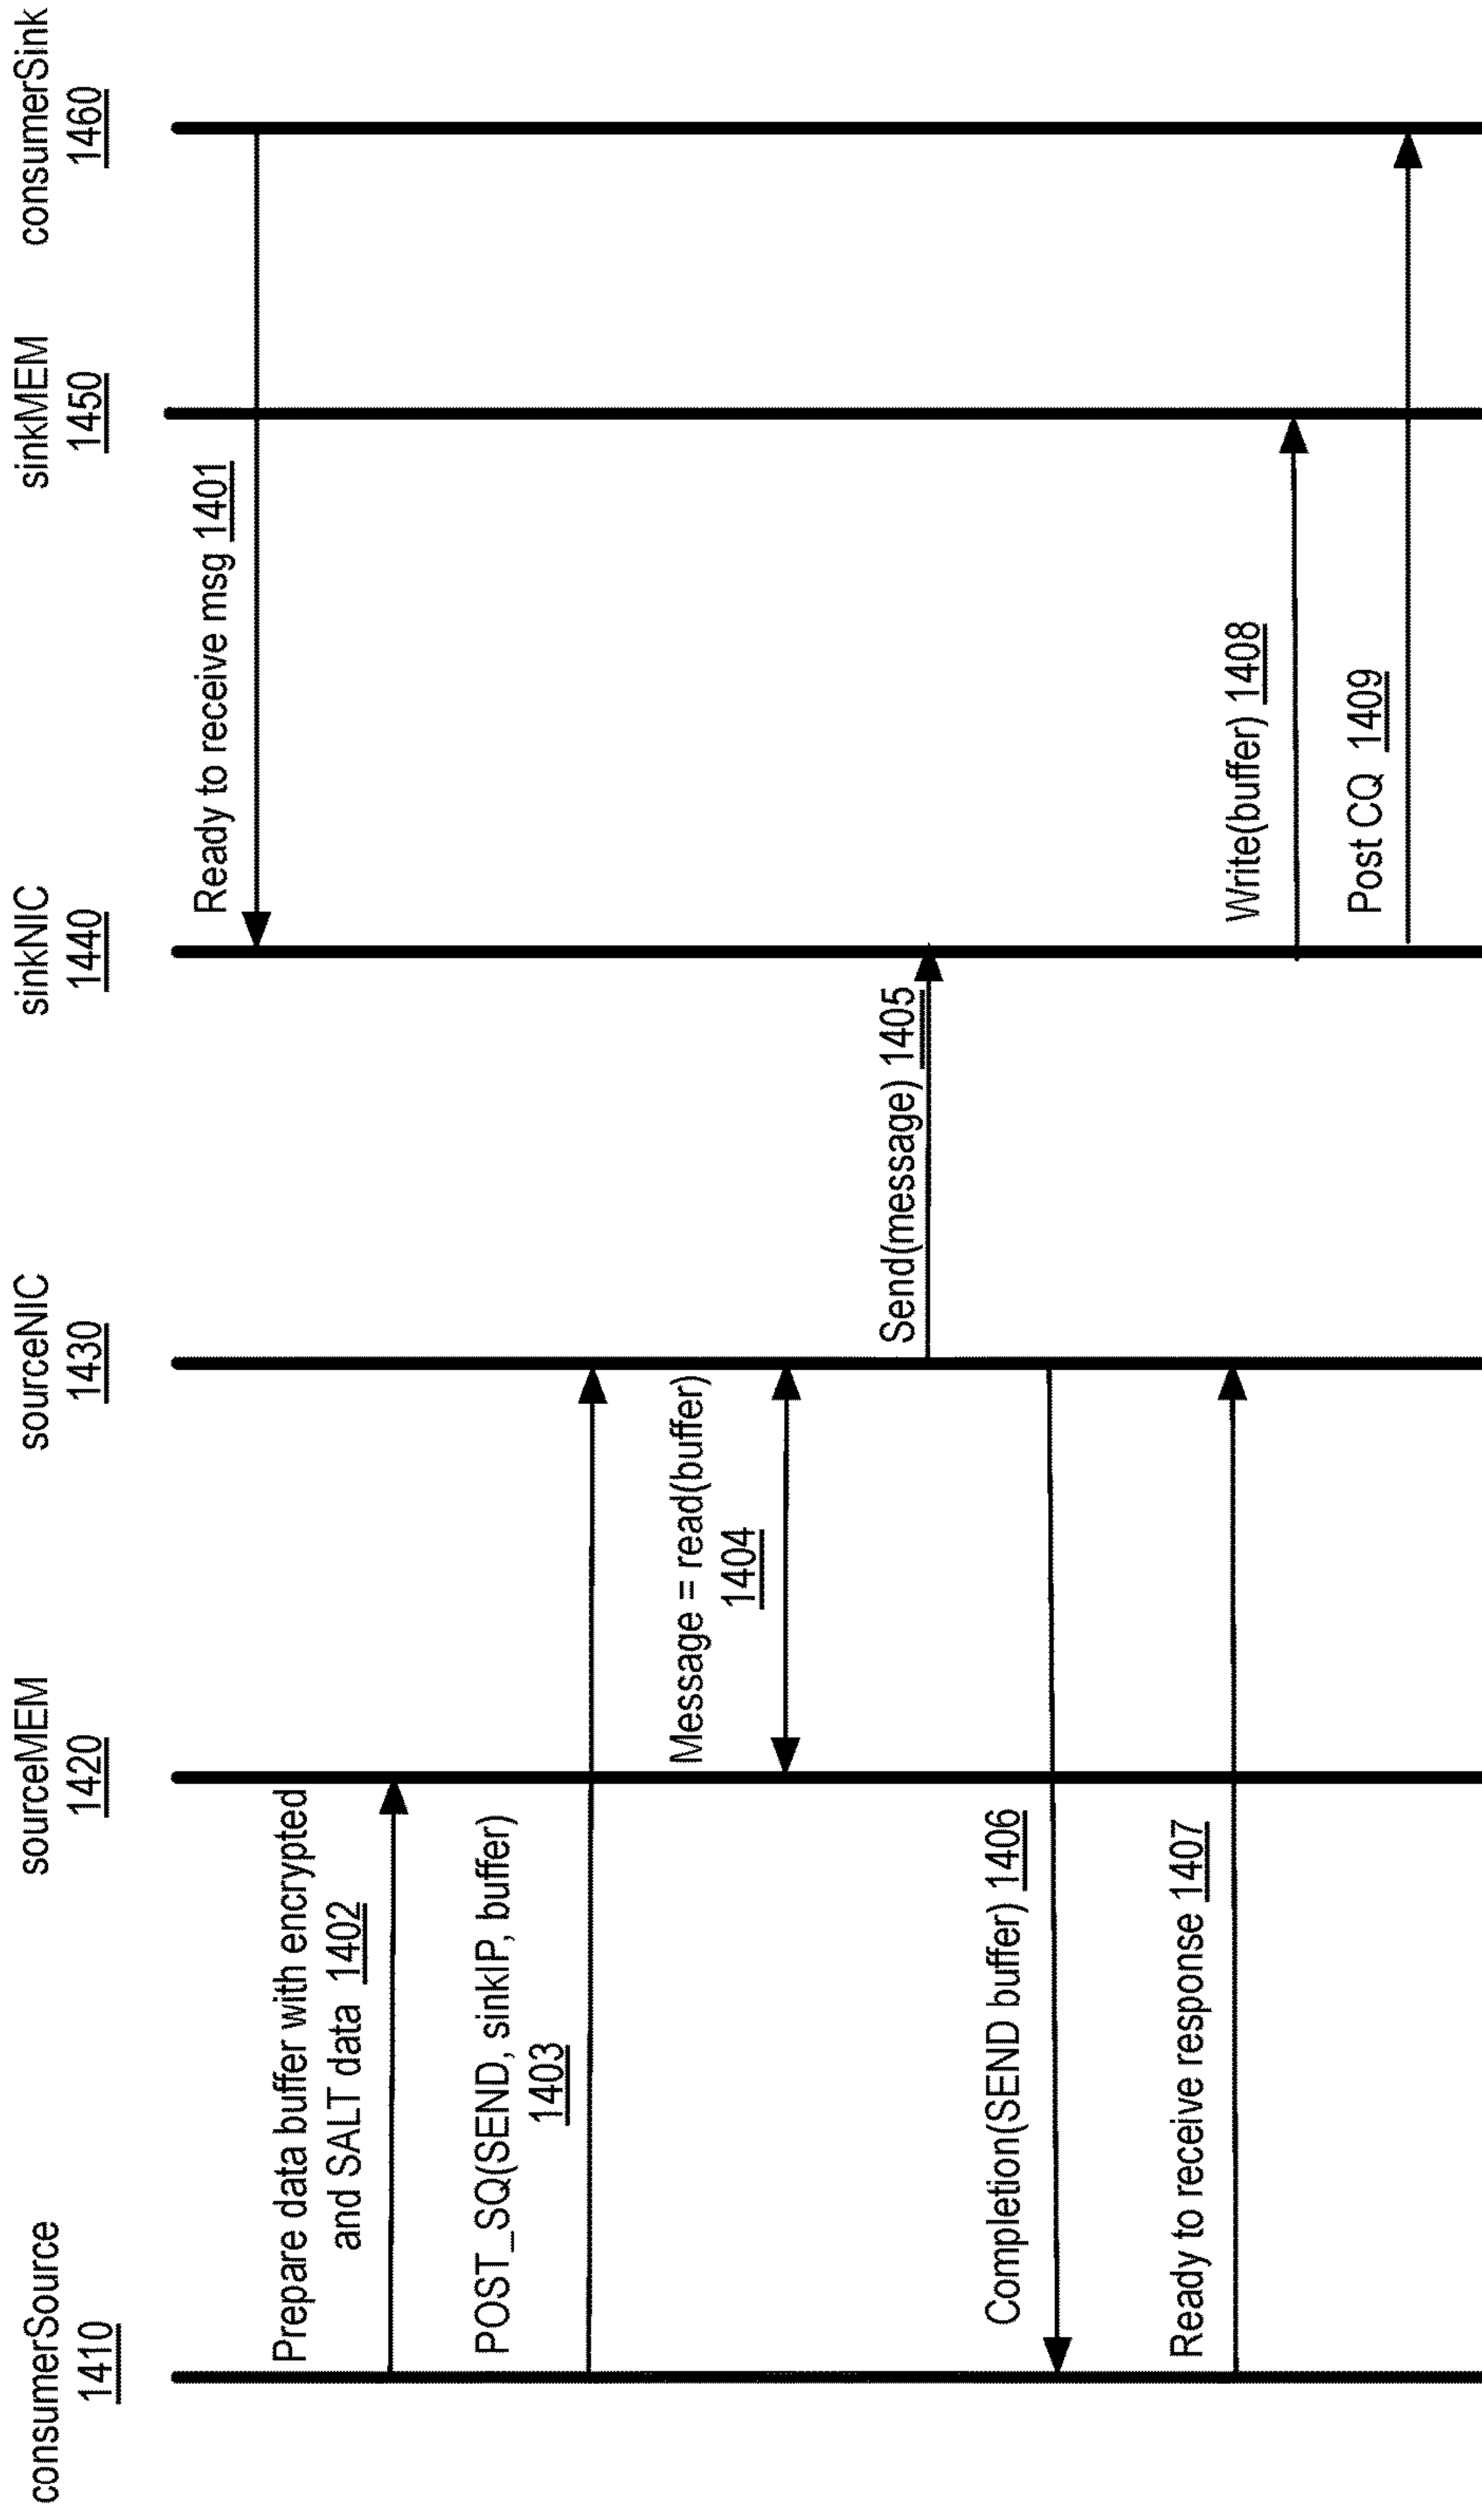 consumerSource
1410
sourceMEM
1420
sourceNIC
1430
sinkNIC
1440
sinkMEM
1450
consumerSink
1460
Ready to receive msg 1401
Prepare data buffer with encrypted
and SALT data 1402
POST_SQ(SEND, sinkIP, buffer)
1403
Message = read(buffer)
1404
Send(message) 1405
Completion(SEND buffer) 1406
Ready to receive response 1407
Write(buffer) 1408
Post CQ 1409